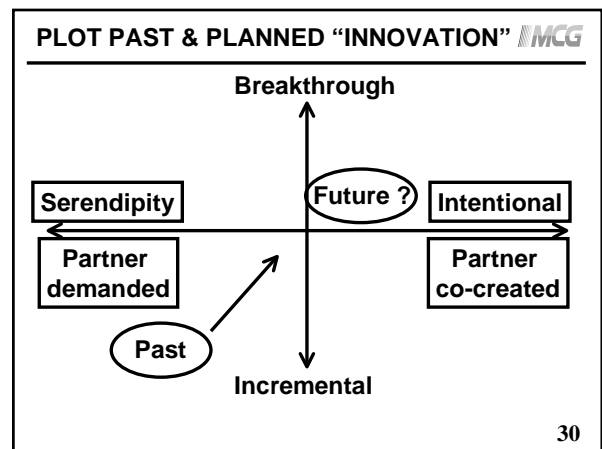 PLOT PAST & PLANNED “INNOVATION” MCG
Breakthrough
Future ?
Serendipity
Intentional
Partner
demanded
Partner
co-created
Past
Incremental
30